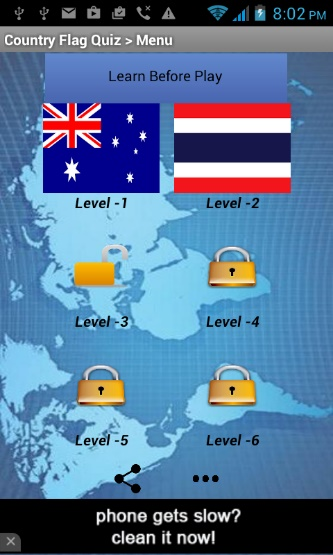 8:02 PM
Country Flag Quiz > Menu
Learn Before Play
Level -1
Level -2
Level -3
Level -4
Level -5
Level -6
phone gets slow?
clean it now!